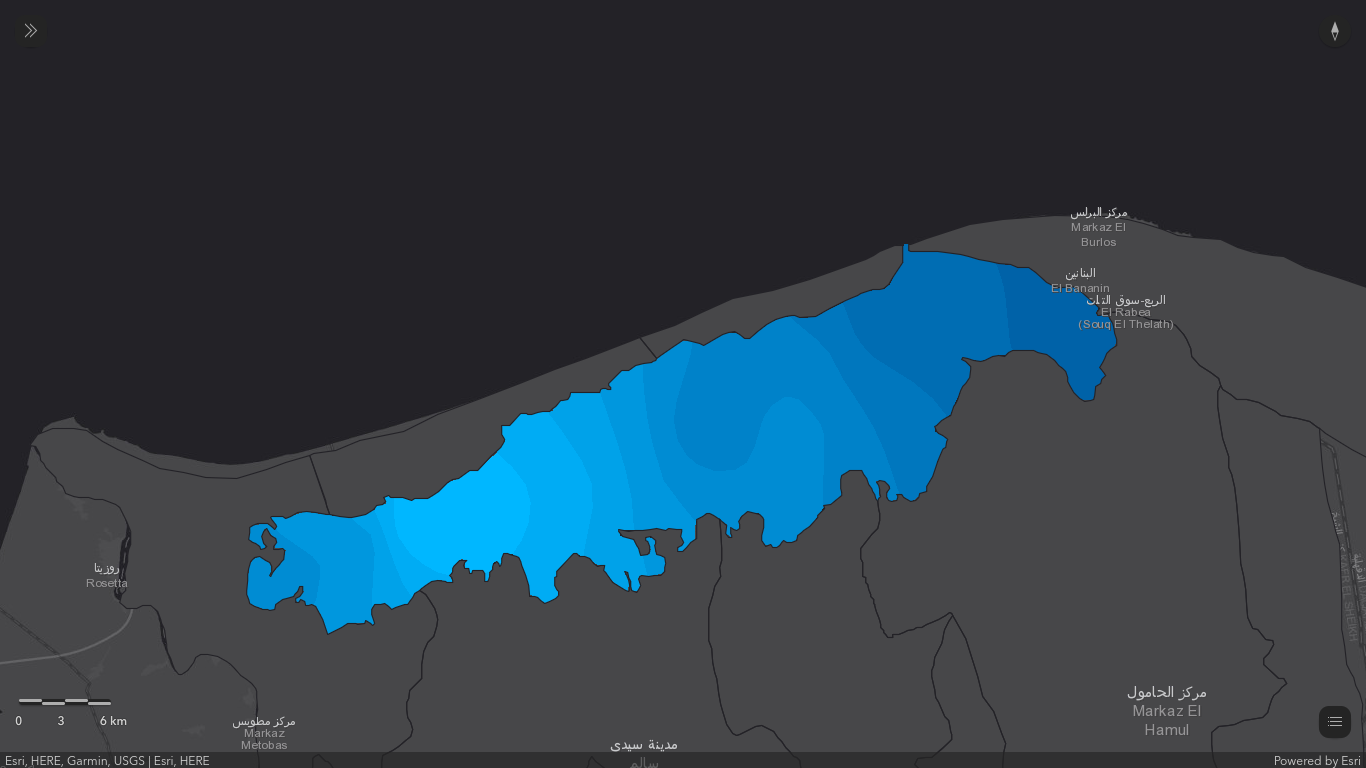 مركز البرلس
Markaz El
Burlos
البنانين
El Bananin
الربع-سوق الثلاث
El Rabea
(Souq El Thelath)
روزيتا
Rosetta
مركز الحامول
Markaz El
Hamul
0 3 6 km
مركز مطوبس
Markaz
Metobas
مدينة سيدى
سالم
Esri, HERE, Garmin, USGS | Esri, HERE
Powered by Esri